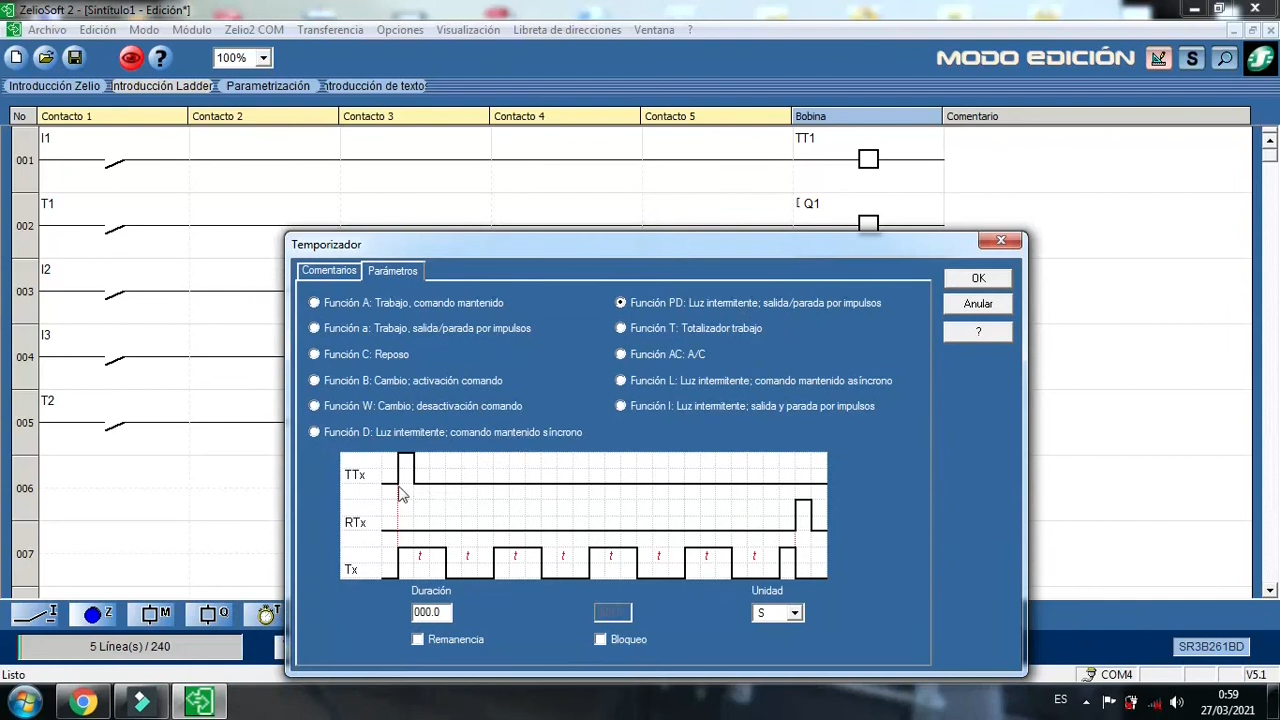 ZelioSoft 2 - [Sintítulo1 - Edición*]
Archivo Edición Modo Módulo Zelio2 COM Transferencia Opciones Visualización Libreta de direcciones Ventana ?
100% MODO EDICIÓN S
Introducción Zelio Introducción Ladder Parametrización ntroducción de texto
No Contacto 1 Contacto 2 Contacto 3 Contacto 4 Contacto 5 Bobina Comentario
I1 TT1
001
T1 [ Q1
002
I2
003
I3
004
T2
005
006
007
Temporizador
Comentarios Parámetros
OK
Anular
?
Función A: Trabajo, comando mantenido
Función a: Trabajo, salida/parada por impulsos
Función C: Reposo
Función B: Cambio; activación comando
Función W: Cambio; desactivación comando
Función D: Luz intermitente; comando mantenido síncrono
Función PD: Luz intermitente; salida/parada por impulsos
Función T: Totalizador trabajo
Función AC: A/C
Función L: Luz intermitente; comando mantenido asíncrono
Función I: Luz intermitente; salida y parada por impulsos
TTx
RTx
Tx t t t t t t t t
Duración Unidad
000.0 S
Remanencia Bloqueo
I Z M Q T
5 Línea(s) / 240 SR3B261BD
Listo COM4 V5.1
ES 0:59
27/03/2021